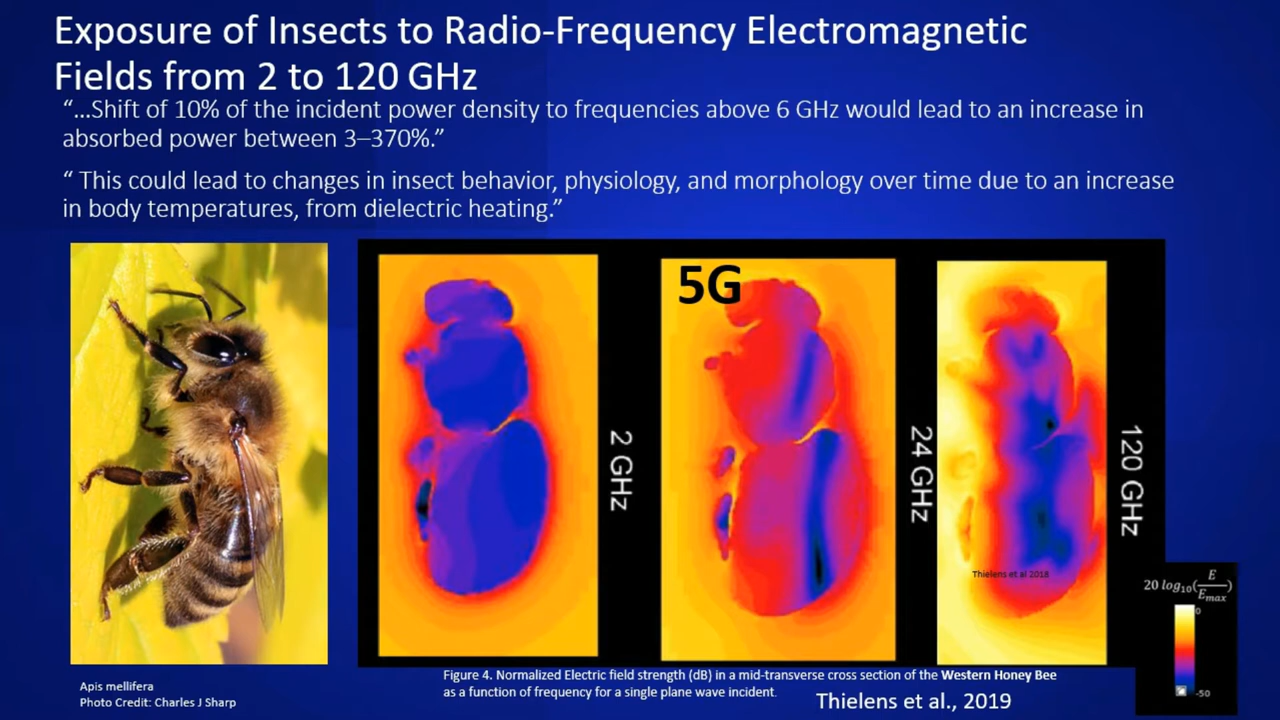 Exposure of Insects to Radio-Frequency Electromagnetic
Fields from 2 to 120 GHz
“...Shift of 10% of the incident power density to frequencies above 6 GHz would lead to an increase in
absorbed power between 3–370%.”
“ This could lead to changes in insect behavior, physiology, and morphology over time due to an increase
in body temperatures, from dielectric heating.”
5G
2 GHz
24 GHz
120 GHz
Thielens et al 2018
20 log10(E/Emax)
0
-50
Figure 4. Normalized Electric field strength (dB) in a mid-transverse cross section of the Western Honey Bee
as a function of frequency for a single plane wave incident.
Thielens et al., 2019
Apis mellifera
Photo Credit: Charles J Sharp